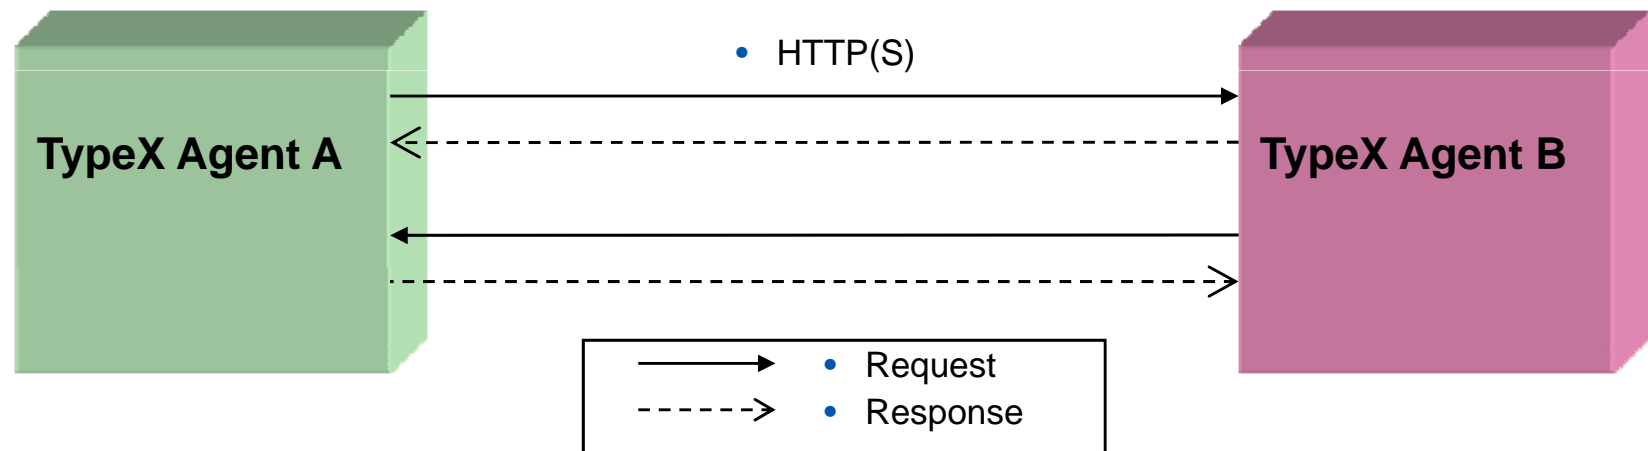 • HTTP(S)
TypeX Agent A
TypeX Agent B
• Request
• Response